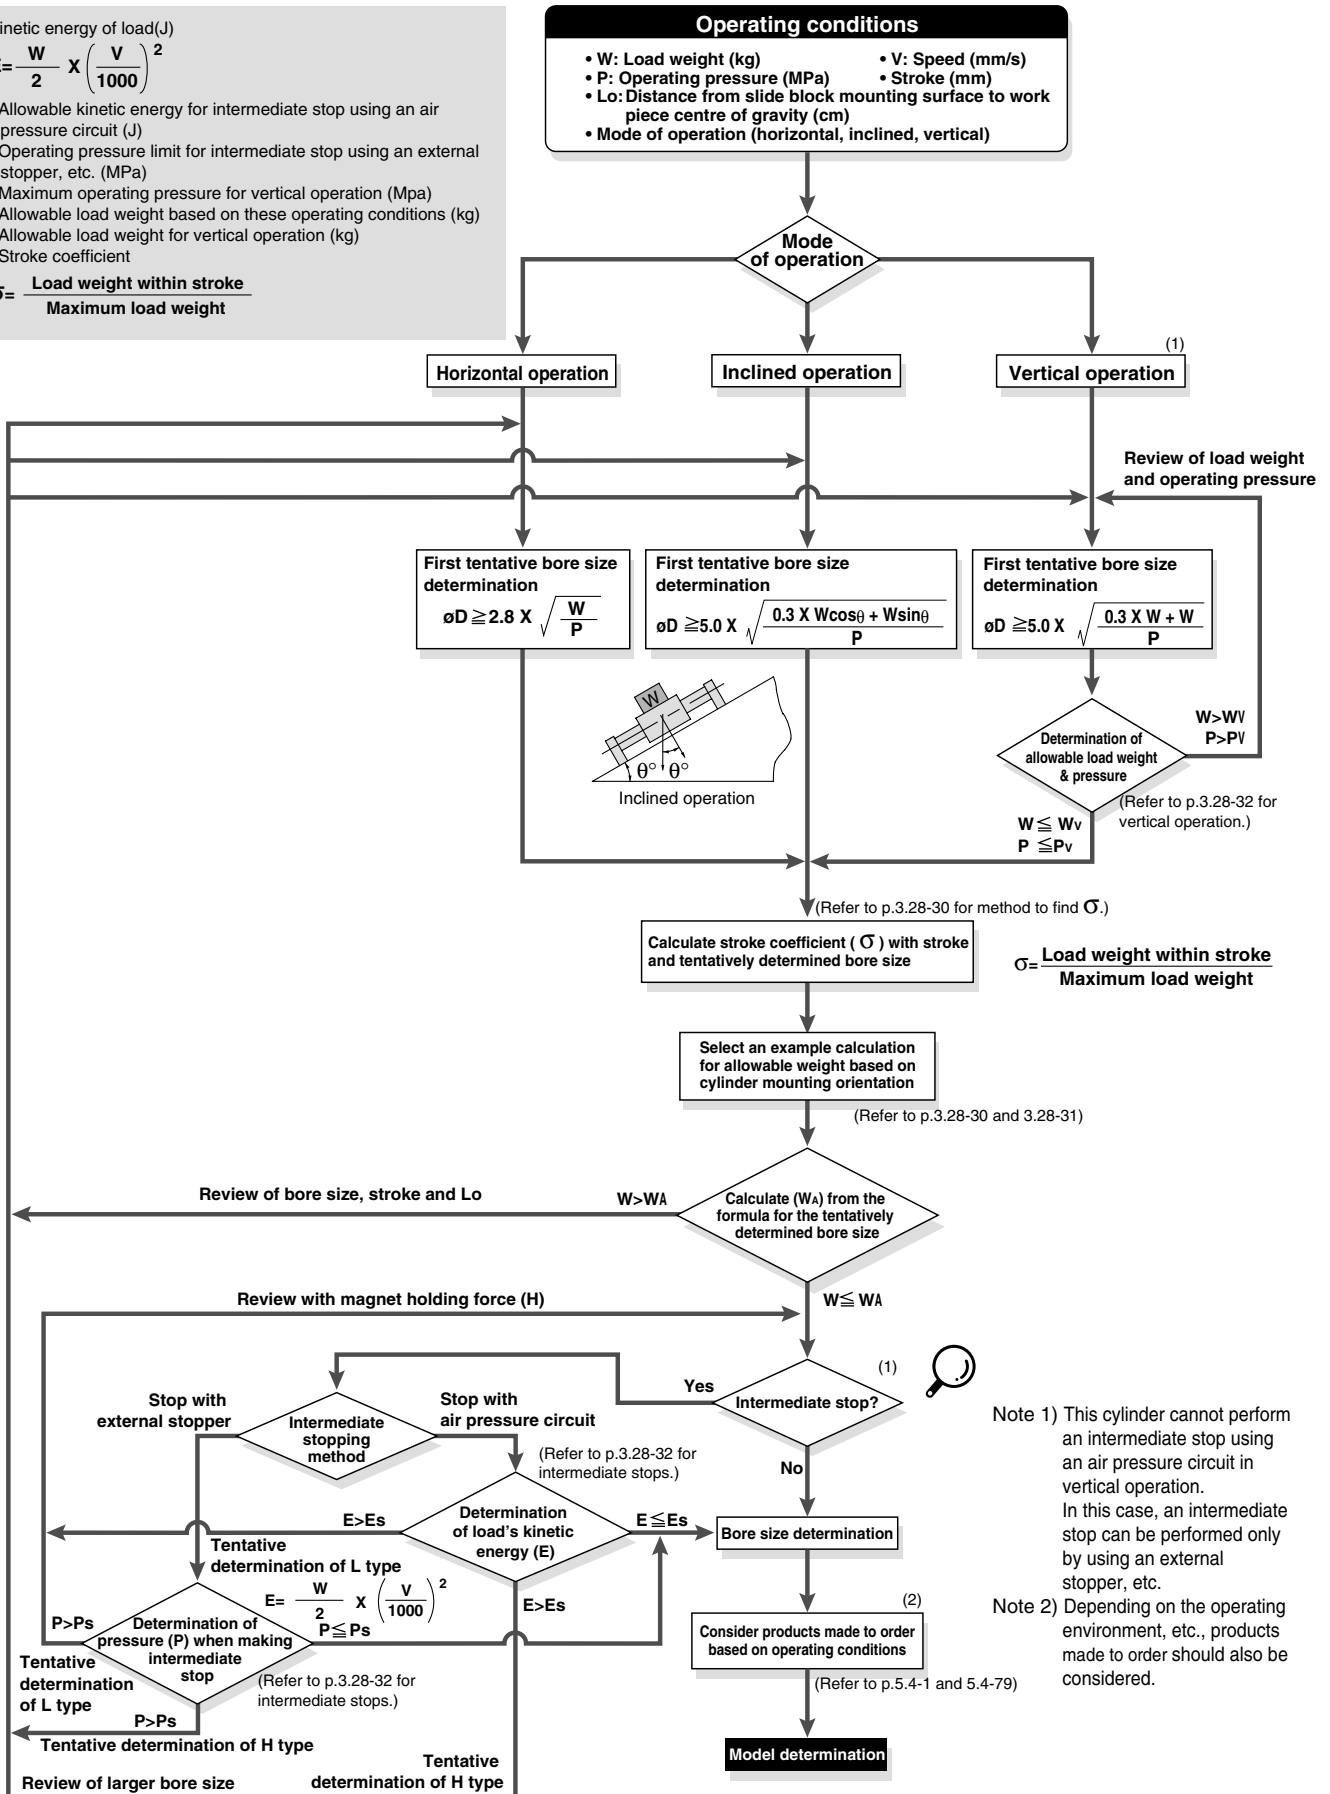 inetic energy of load(J)
=W/2 X (V/1000)²
Allowable kinetic energy for intermediate stop using an air
pressure circuit (J)
Operating pressure limit for intermediate stop using an external
stopper, etc. (MPa)
Maximum operating pressure for vertical operation (Mpa)
Allowable load weight based on these operating conditions (kg)
Allowable load weight for vertical operation (kg)
Stroke coefficient
σ= Load weight within stroke
Maximum load weight
Operating conditions
• W: Load weight (kg) • V: Speed (mm/s)
• P: Operating pressure (MPa) • Stroke (mm)
• Lo: Distance from slide block mounting surface to work
piece centre of gravity (cm)
• Mode of operation (horizontal, inclined, vertical)
Mode
of operation
(1)
Horizontal operation
Inclined operation
Vertical operation
Review of load weight
and operating pressure
First tentative bore size
determination
øD ≧ 2.8 X √(W/P)
First tentative bore size
determination
øD ≧ 5.0 X √((0.3 X Wcosθ + Wsinθ)/P)
First tentative bore size
determination
øD ≧ 5.0 X √((0.3 X W + W)/P)
W
θ° θ°
Inclined operation
W>WV
P>PV
Determination of
allowable load weight
& pressure
(Refer to p.3.28-32 for
vertical operation.)
W ≦ Wv
P ≦ Pv
(Refer to p.3.28-30 for method to find σ.)
Calculate stroke coefficient ( σ ) with stroke
and tentatively determined bore size
σ= Load weight within stroke
Maximum load weight
Select an example calculation
for allowable weight based on
cylinder mounting orientation
(Refer to p.3.28-30 and 3.28-31)
Review of bore size, stroke and Lo
W>WA
Calculate (WA) from the
formula for the tentatively
determined bore size
Review with magnet holding force (H)
W ≦ WA
(1)
Yes
Intermediate stop?
No
Stop with
external stopper
Intermediate
stopping
method
Stop with
air pressure circuit
(Refer to p.3.28-32 for
intermediate stops.)
E>Es
Determination
of load's kinetic
energy (E)
E ≦ Es
Bore size determination
Tentative
determination of L type
E= W/2 X (V/1000)²
E>Es
P>Ps
Determination of
pressure (P) when making
intermediate
stop
P ≦ Ps
(2)
Consider products made to order
based on operating conditions
Tentative
determination
of L type
(Refer to p.3.28-32 for
intermediate stops.)
(Refer to p.5.4-1 and 5.4-79)
P>Ps
Tentative determination of H type
Model determination
Review of larger bore size
Tentative
determination of H type
Note 1) This cylinder cannot perform
an intermediate stop using
an air pressure circuit in
vertical operation.
In this case, an intermediate
stop can be performed only
by using an external
stopper, etc.
Note 2) Depending on the operating
environment, etc., products
made to order should also be
considered.